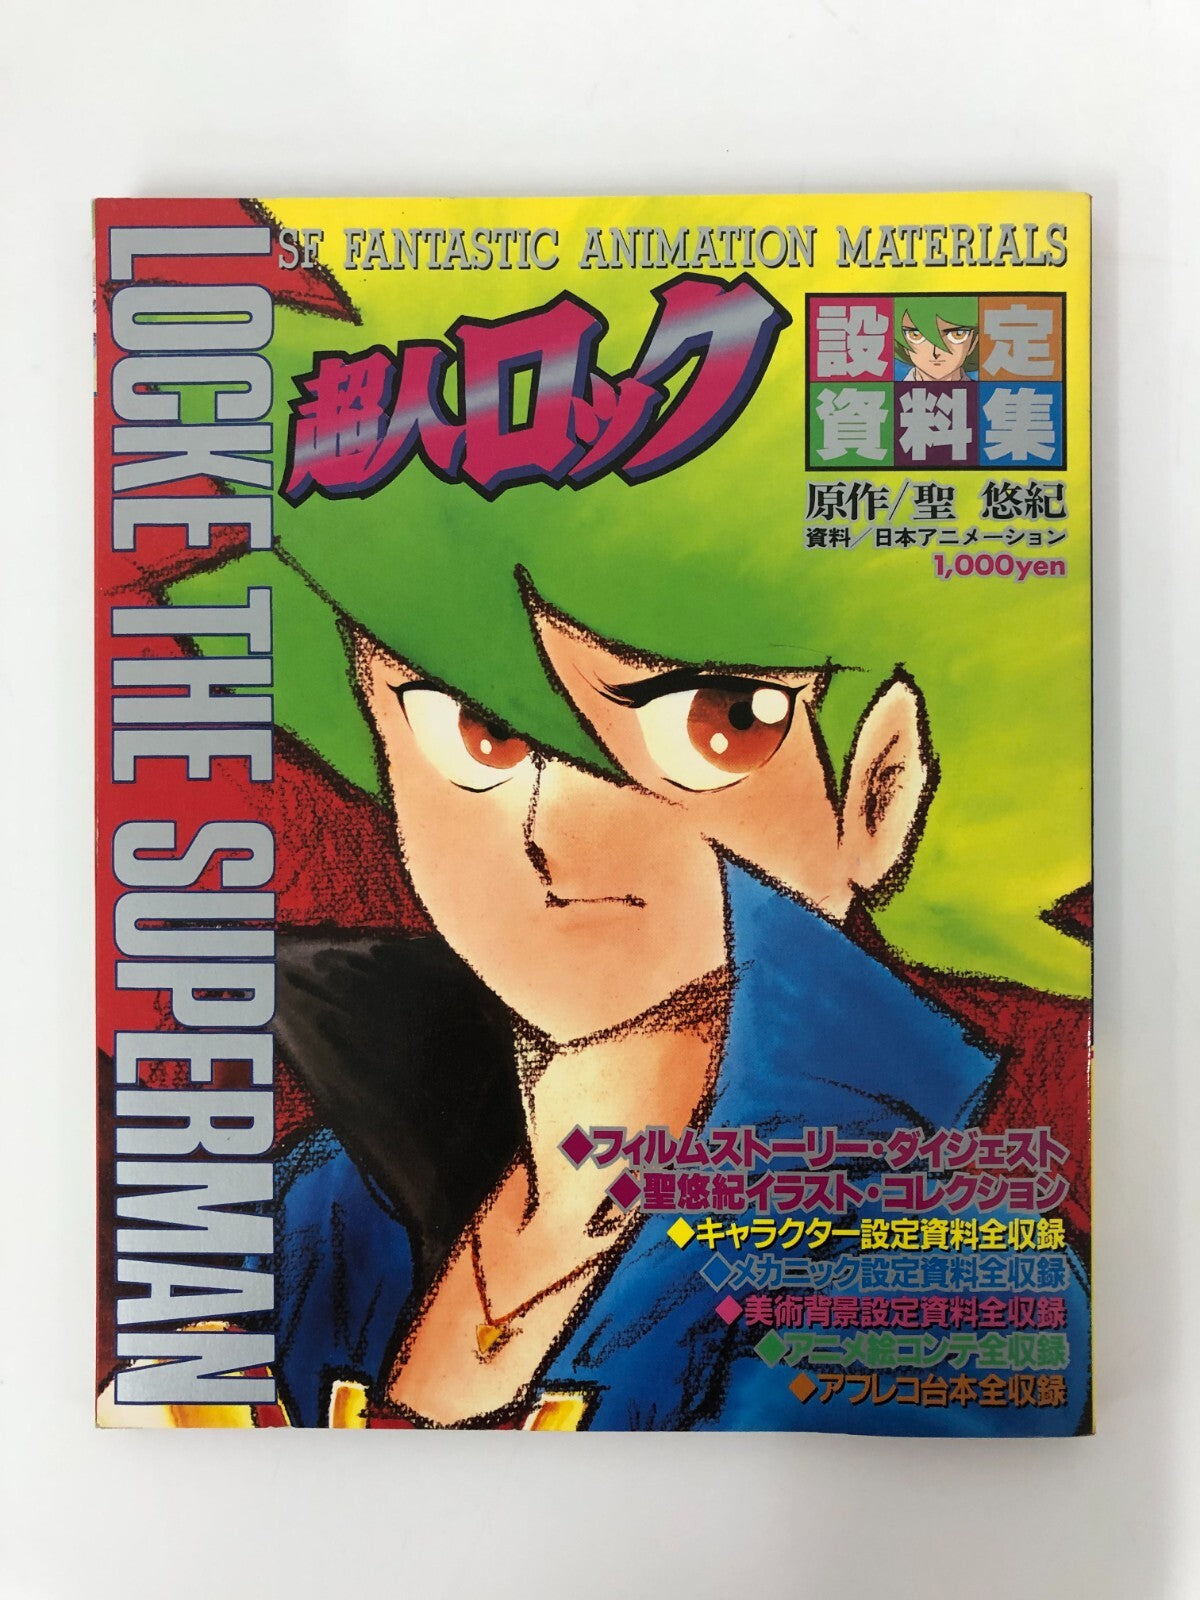 LOCKE THE SUPERMAN
SF FANTASTIC ANIMATION MATERIALS
超人ロック
設定
資料集
原作/聖 悠紀
資料/日本アニメーション
1,000yen
◆フィルムストーリー・ダイジェスト
◆聖悠紀イラスト・コレクション
◆キャラクター設定資料全収録
◆メカニック設定資料全収録
◆美術背景設定資料全収録
◆アニメ絵コンテ全収録
◆アフレコ台本全収録